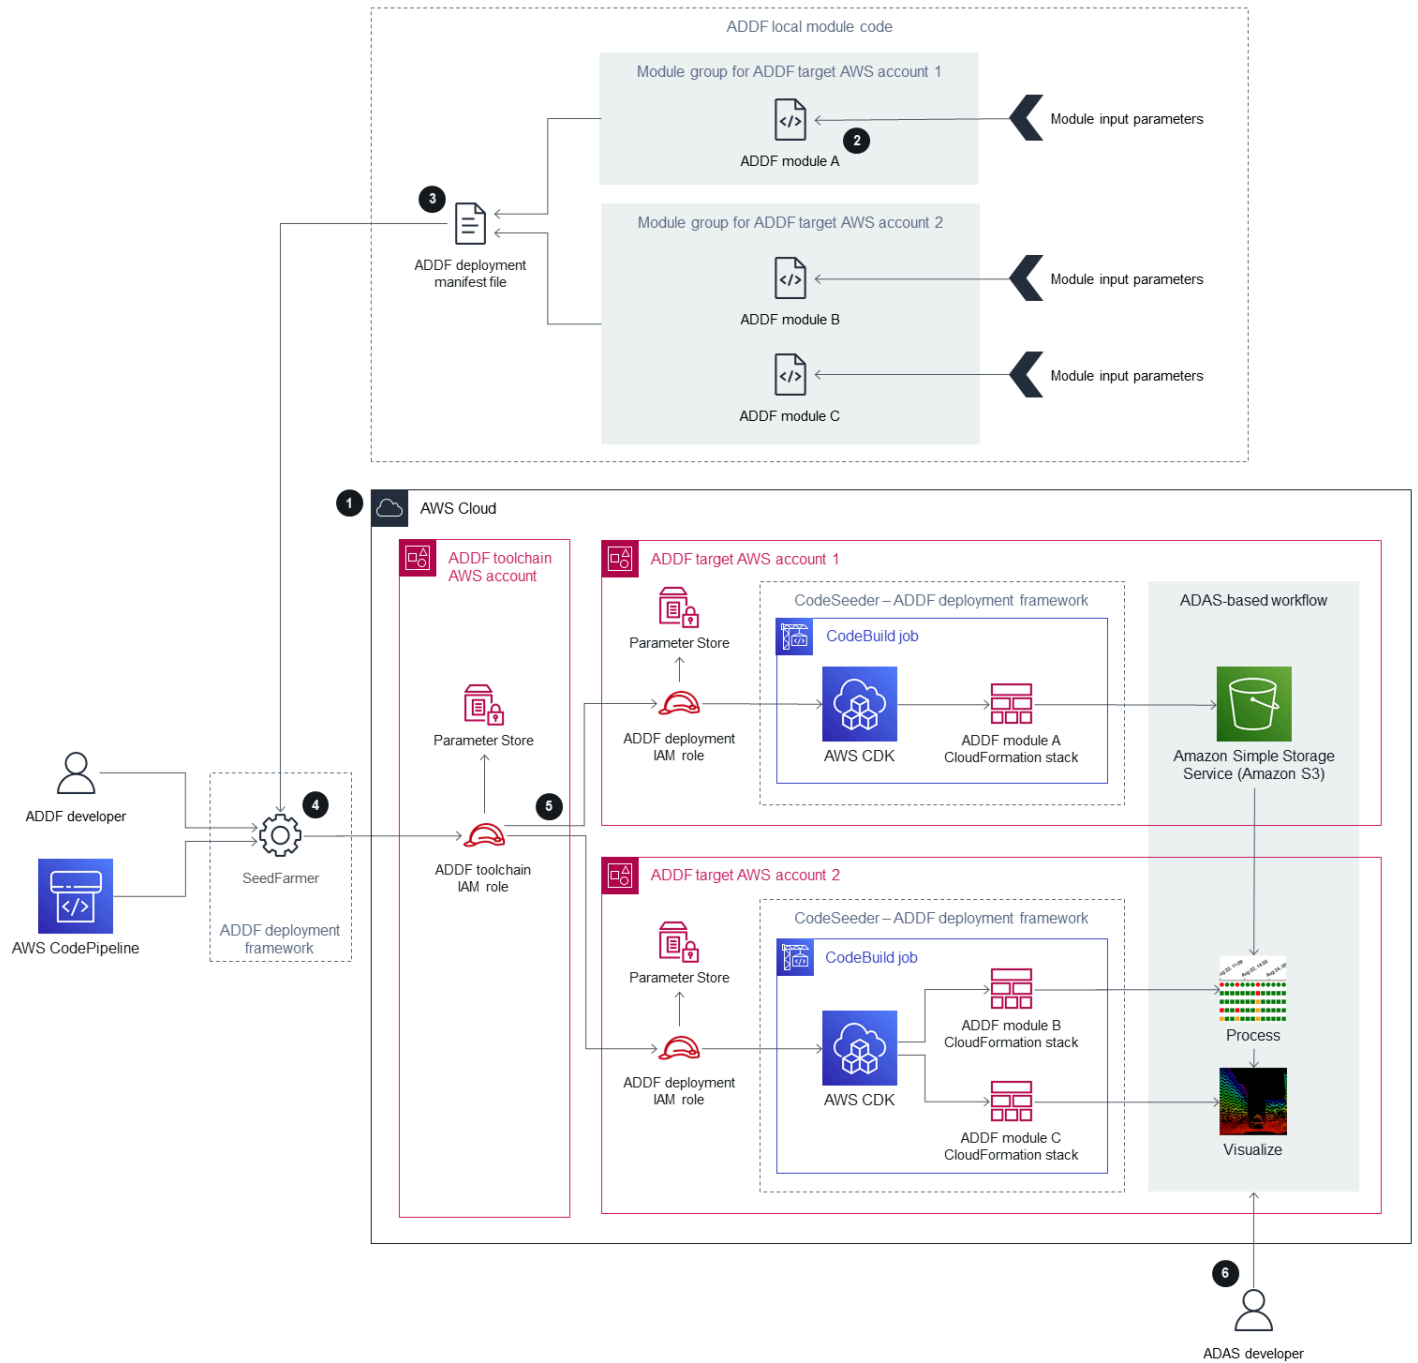 ADDF local module code
Module group for ADDF target AWS account 1
Module input parameters
2
ADDF module A
3
Module group for ADDF target AWS account 2
ADDF deployment
manifest file
Module input parameters
ADDF module B
Module input parameters
ADDF module C
1
AWS Cloud
ADDF toolchain
AWS account
ADDF target AWS account 1
CodeSeeder – ADDF deployment framework
ADAS-based workflow
CodeBuild job
Parameter Store
Parameter Store
ADDF deployment
IAM role
AWS CDK
ADDF module A
CloudFormation stack
Amazon Simple Storage
Service (Amazon S3)
ADDF developer
4
5
SeedFarmer
ADDF toolchain
IAM role
ADDF target AWS account 2
AWS CodePipeline
ADDF deployment
framework
CodeSeeder – ADDF deployment framework
CodeBuild job
Parameter Store
ADDF module B
CloudFormation stack
Aug 22, 14:55
Process
ADDF deployment
IAM role
AWS CDK
ADDF module C
CloudFormation stack
Visualize
6
ADAS developer